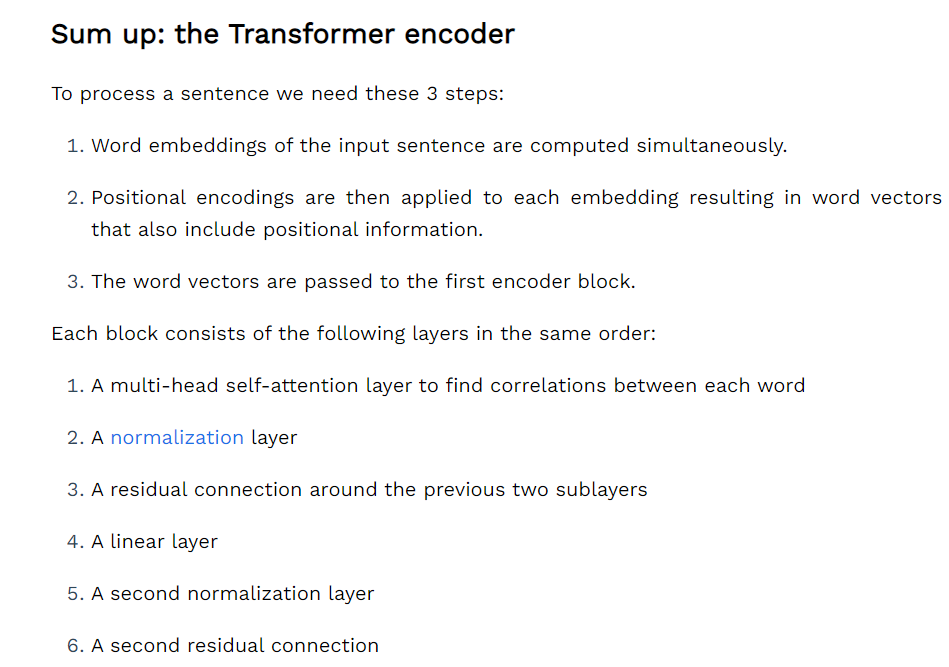 Sum up: the Transformer encoder
To process a sentence we need these 3 steps:
1. Word embeddings of the input sentence are computed simultaneously.
2. Positional encodings are then applied to each embedding resulting in word vectors
that also include positional information.
3. The word vectors are passed to the first encoder block.
Each block consists of the following layers in the same order:
1. A multi-head self-attention layer to find correlations between each word
2. A normalization layer
3. A residual connection around the previous two sublayers
4. A linear layer
5. A second normalization layer
6. A second residual connection